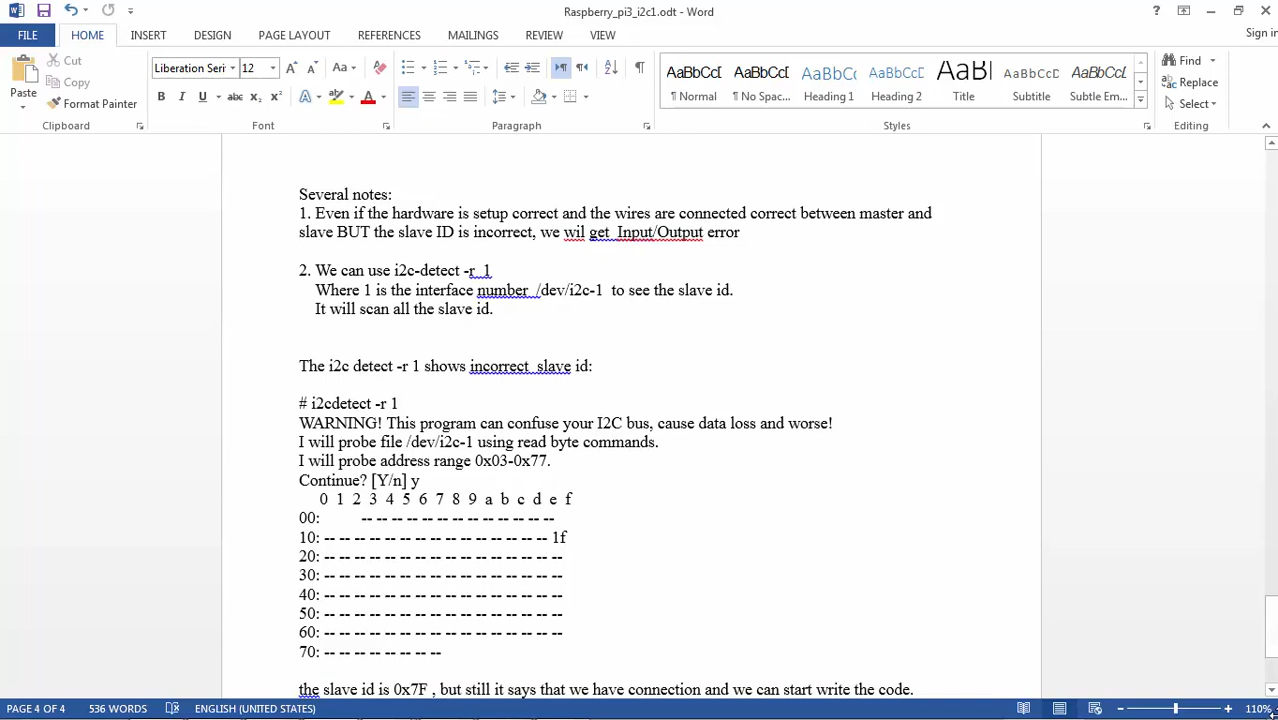 Raspberry_pi3_i2c1.odt - Word
?
FILE HOME INSERT DESIGN PAGE LAYOUT REFERENCES MAILINGS REVIEW VIEW Sign in
Paste
Cut
Copy
Format Painter
Clipboard
Liberation Seri 12
Font
Paragraph
AaBbCcI AaBbCcI AaBbC AaBbCcI AaB AaBbCcD AaBbCcI
¶ Normal ¶ No Spac... Heading 1 Heading 2 Title Subtitle Subtle Em...
Styles
Find
Replace
Select
Editing
Several notes:
1. Even if the hardware is setup correct and the wires are connected correct between master and
slave BUT the slave ID is incorrect, we wil get Input/Output error
2. We can use i2c-detect -r 1
Where 1 is the interface number /dev/i2c-1 to see the slave id.
It will scan all the slave id.
The i2c detect -r 1 shows incorrect slave id:
# i2cdetect -r 1
WARNING! This program can confuse your I2C bus, cause data loss and worse!
I will probe file /dev/i2c-1 using read byte commands.
I will probe address range 0x03-0x77.
Continue? [Y/n] y
0 1 2 3 4 5 6 7 8 9 a b c d e f
00: -- -- -- -- -- -- -- -- -- -- -- -- --
10: -- -- -- -- -- -- -- -- -- -- -- -- -- -- -- 1f
20: -- -- -- -- -- -- -- -- -- -- -- -- -- -- -- --
30: -- -- -- -- -- -- -- -- -- -- -- -- -- -- -- --
40: -- -- -- -- -- -- -- -- -- -- -- -- -- -- -- --
50: -- -- -- -- -- -- -- -- -- -- -- -- -- -- -- --
60: -- -- -- -- -- -- -- -- -- -- -- -- -- -- -- --
70: -- -- -- -- -- -- -- --
the slave id is 0x7F , but still it says that we have connection and we can start write the code.
PAGE 4 OF 4 536 WORDS ENGLISH (UNITED STATES) 110%